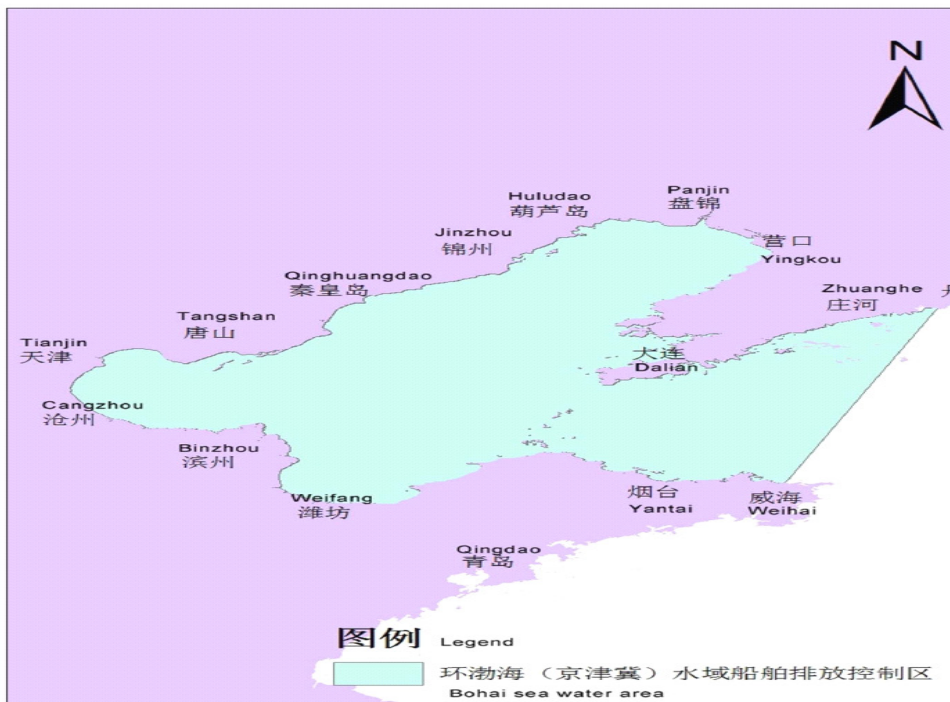 N
Huludao
葫芦岛
Panjin
盘锦
Jinzhou
锦州
营口
Yingkou
Qinghuangdao
秦皇岛
Zhuanghe
庄河
Tangshan
唐山
Tianjin
天津
大连
Dalian
Cangzhou
沧州
Binzhou
滨州
Weifang
潍坊
烟台
Yantai
威海
Weihai
Qingdao
青岛
图例 Legend
环渤海（京津冀）水域船舶排放控制区
Bohai sea water area